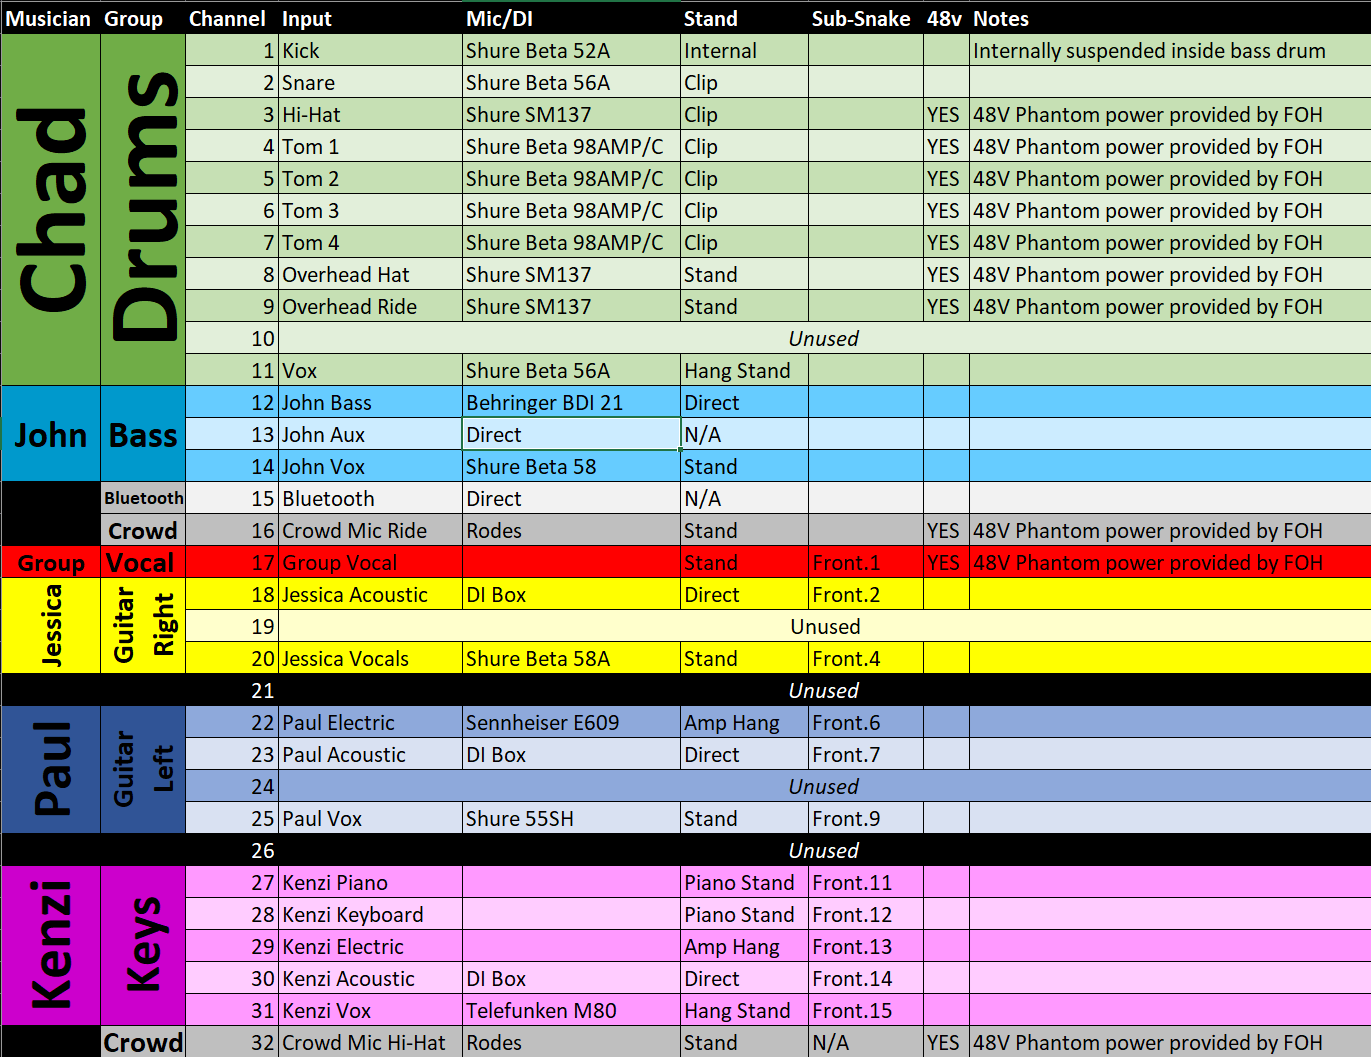 Musician Group Channel Input Mic/DI Stand Sub-Snake 48v Notes
Chad Drums
1 Kick Shure Beta 52A Internal Internally suspended inside bass drum
2 Snare Shure Beta 56A Clip
3 Hi-Hat Shure SM137 Clip YES 48V Phantom power provided by FOH
4 Tom 1 Shure Beta 98AMP/C Clip YES 48V Phantom power provided by FOH
5 Tom 2 Shure Beta 98AMP/C Clip YES 48V Phantom power provided by FOH
6 Tom 3 Shure Beta 98AMP/C Clip YES 48V Phantom power provided by FOH
7 Tom 4 Shure Beta 98AMP/C Clip YES 48V Phantom power provided by FOH
8 Overhead Hat Shure SM137 Stand YES 48V Phantom power provided by FOH
9 Overhead Ride Shure SM137 Stand YES 48V Phantom power provided by FOH
10 Unused
11 Vox Shure Beta 56A Hang Stand
John Bass
12 John Bass Behringer BDI 21 Direct
13 John Aux Direct N/A
14 John Vox Shure Beta 58 Stand
Bluetooth 15 Bluetooth Direct N/A
Crowd 16 Crowd Mic Ride Rodes Stand YES 48V Phantom power provided by FOH
Group Vocal 17 Group Vocal Stand Front.1 YES 48V Phantom power provided by FOH
Jessica Guitar Right
18 Jessica Acoustic DI Box Direct Front.2
19 Unused
20 Jessica Vocals Shure Beta 58A Stand Front.4
21 Unused
Paul Guitar Left
22 Paul Electric Sennheiser E609 Amp Hang Front.6
23 Paul Acoustic DI Box Direct Front.7
24 Unused
25 Paul Vox Shure 55SH Stand Front.9
26 Unused
Kenzi Keys
27 Kenzi Piano Piano Stand Front.11
28 Kenzi Keyboard Piano Stand Front.12
29 Kenzi Electric Amp Hang Front.13
30 Kenzi Acoustic DI Box Direct Front.14
31 Kenzi Vox Telefunken M80 Hang Stand Front.15
Crowd 32 Crowd Mic Hi-Hat Rodes Stand N/A YES 48V Phantom power provided by FOH